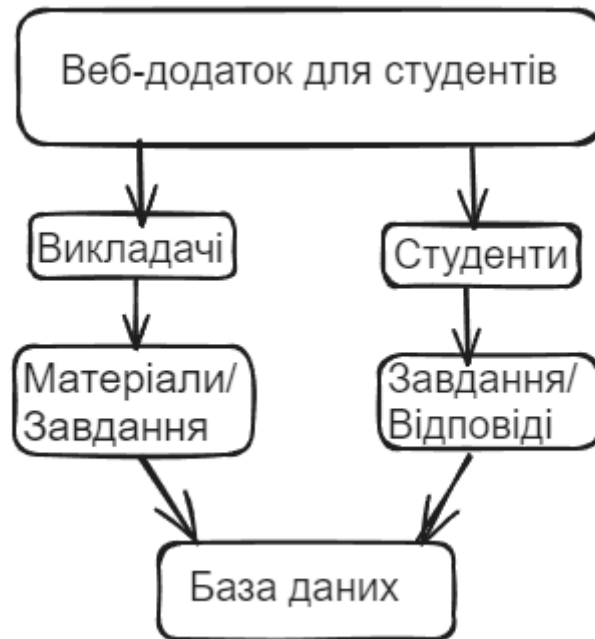 Веб-додаток для студентів
Викладачі
Студенти
Матеріали/
Завдання
Завдання/
Відповіді
База даних